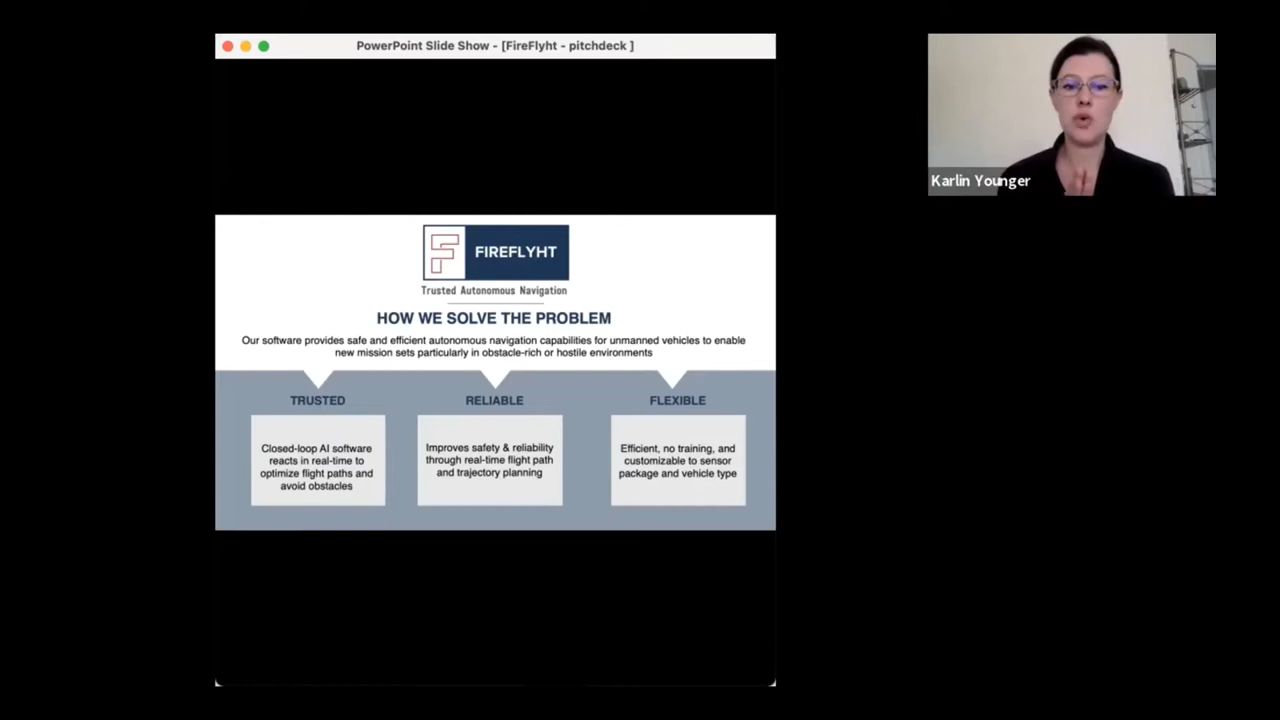 PowerPoint Slide Show - [FireFlyht - pitchdeck ]
FIREFLYHT
Trusted Autonomous Navigation
HOW WE SOLVE THE PROBLEM
Our software provides safe and efficient autonomous navigation capabilities for unmanned vehicles to enable
new mission sets particularly in obstacle-rich or hostile environments
TRUSTED
Closed-loop AI software
reacts in real-time to
optimize flight paths and
avoid obstacles
RELIABLE
Improves safety & reliability
through real-time flight path
and trajectory planning
FLEXIBLE
Efficient, no training, and
customizable to sensor
package and vehicle type
Karlin Younger